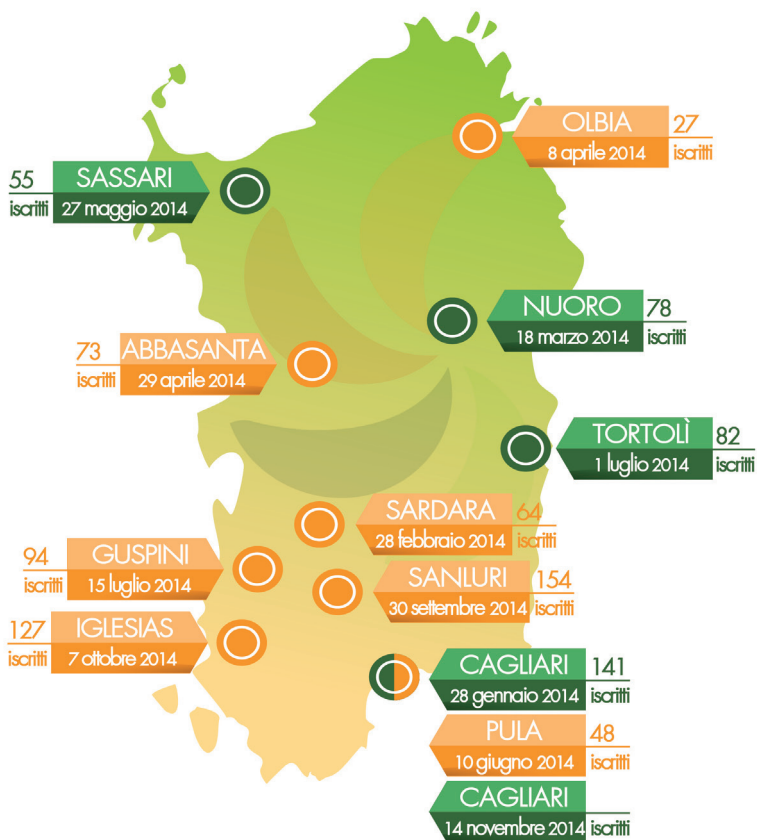 OLBIA 27
8 aprile 2014 iscritti
55 SASSARI
iscritti 27 maggio 2014
NUORO 78
18 marzo 2014 iscritti
73 ABBASANTA
iscritti 29 aprile 2014
TORTOLÌ 82
1 luglio 2014 iscritti
SARDARA 64
28 febbraio 2014 iscritti
94 GUSPINI
iscritti 15 luglio 2014
SANLURI 154
30 settembre 2014 iscritti
127 IGLESIAS
iscritti 7 ottobre 2014
CAGLIARI 141
28 gennaio 2014 iscritti
PULA 48
10 giugno 2014 iscritti
CAGLIARI
14 novembre 2014 iscritti